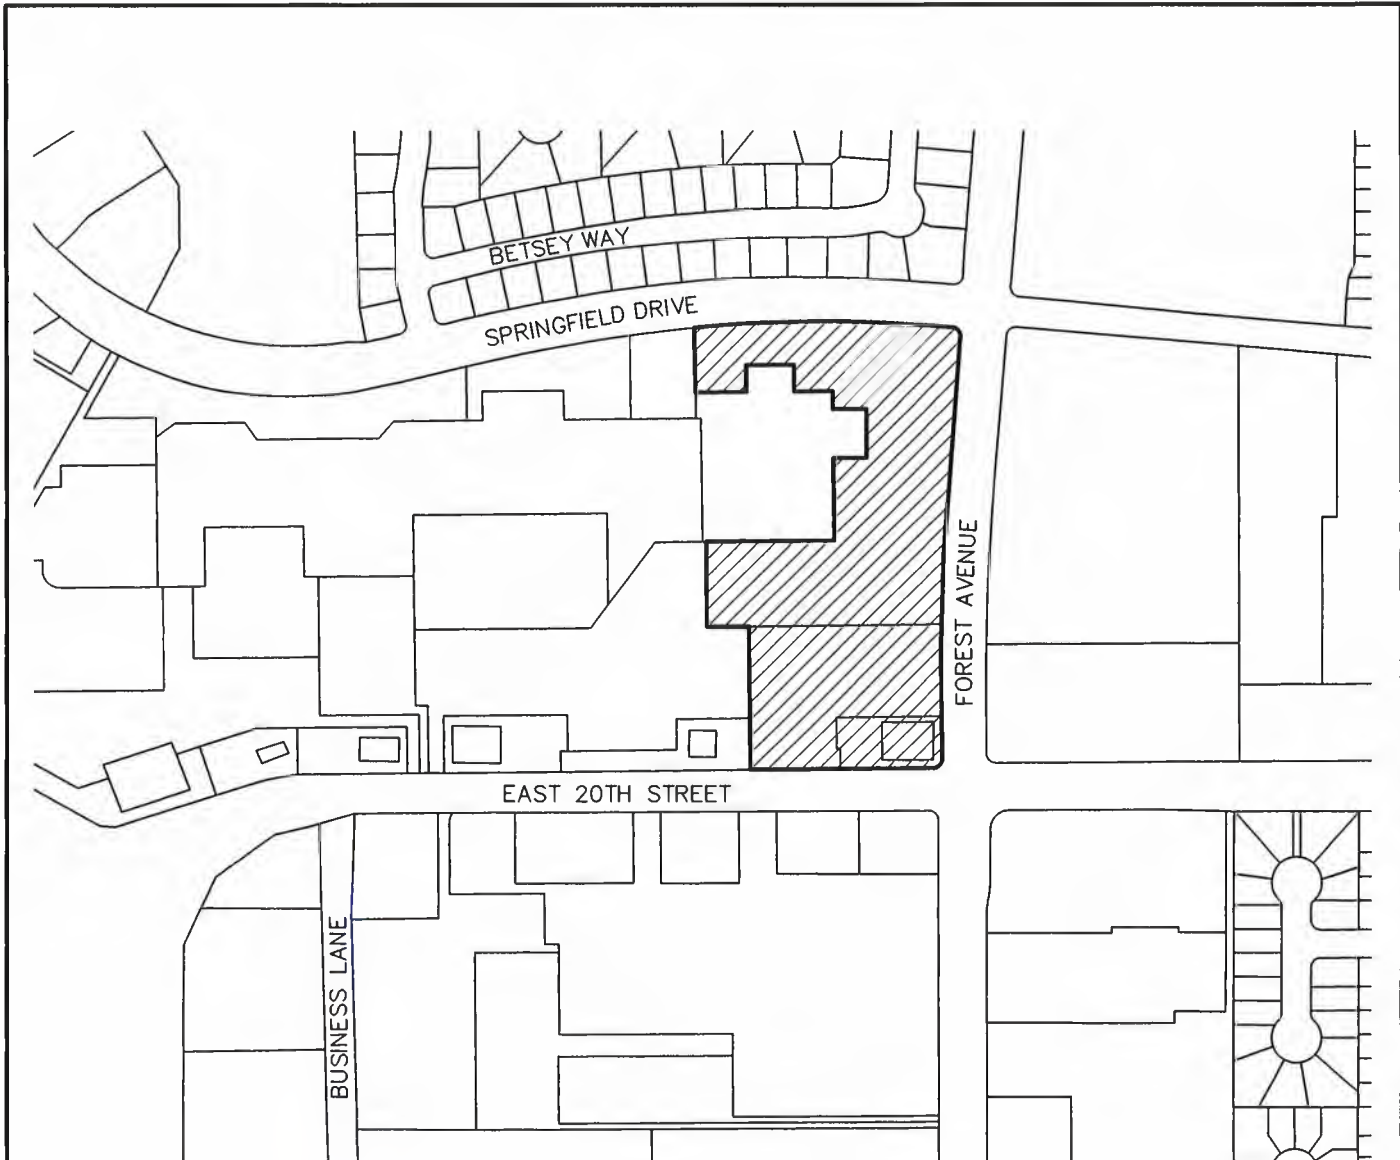 BETSEY WAY
SPRINGFIELD DRIVE
FOREST AVENUE
EAST 20TH STREET
BUSINESS LANE